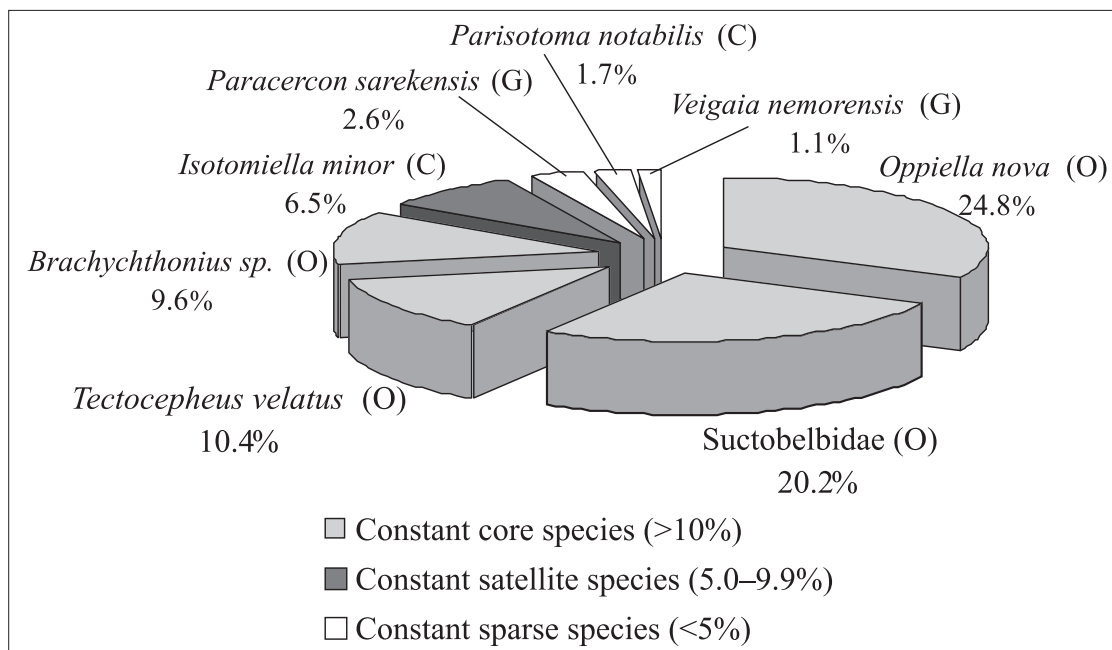 Parisotoma notabilis (C)
1.7%
Paracercon sarekensis (G)
2.6%
Veigaia nemorensis (G)
1.1%
Isotomiella minor (C)
6.5%
Oppiella nova (O)
24.8%
Brachychthonius sp. (O)
9.6%
Tectocepheus velatus (O)
10.4%
Suctobelbidae (O)
20.2%
Constant core species (>10%)
Constant satellite species (5.0–9.9%)
Constant sparse species (<5%)